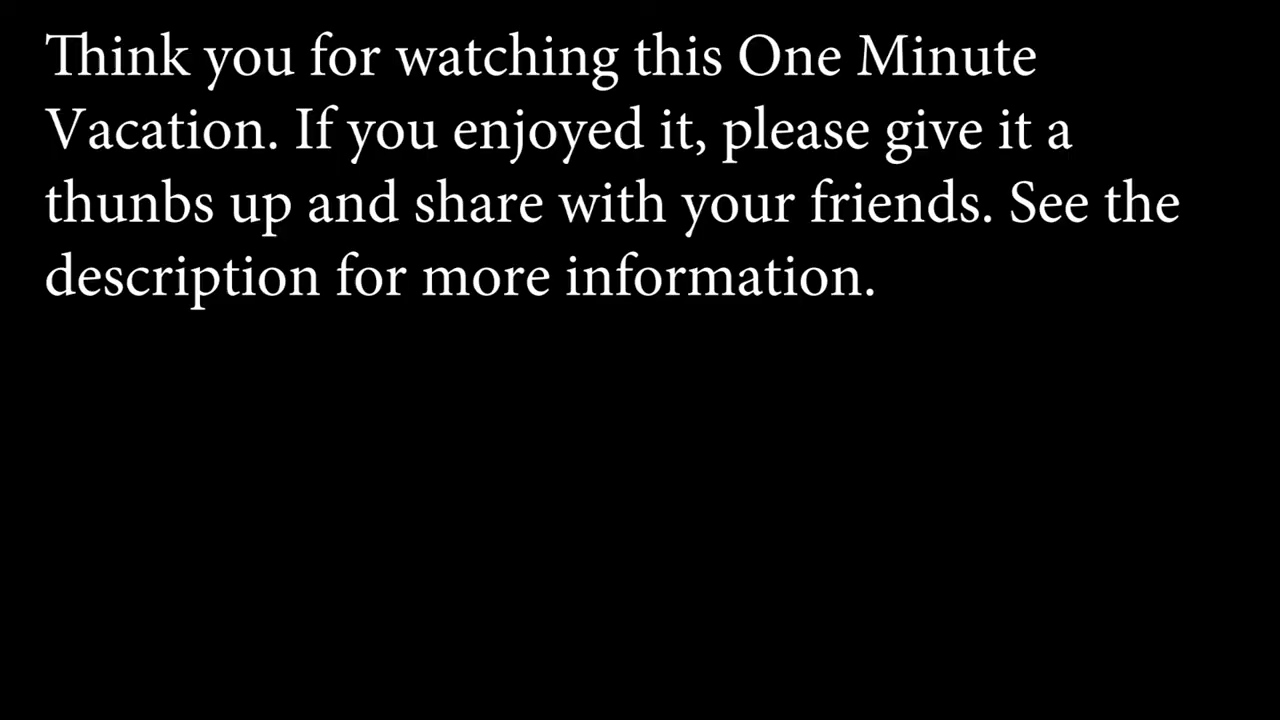 Think you for watching this One Minute
Vacation. If you enjoyed it, please give it a
thunbs up and share with your friends. See the
description for more information.